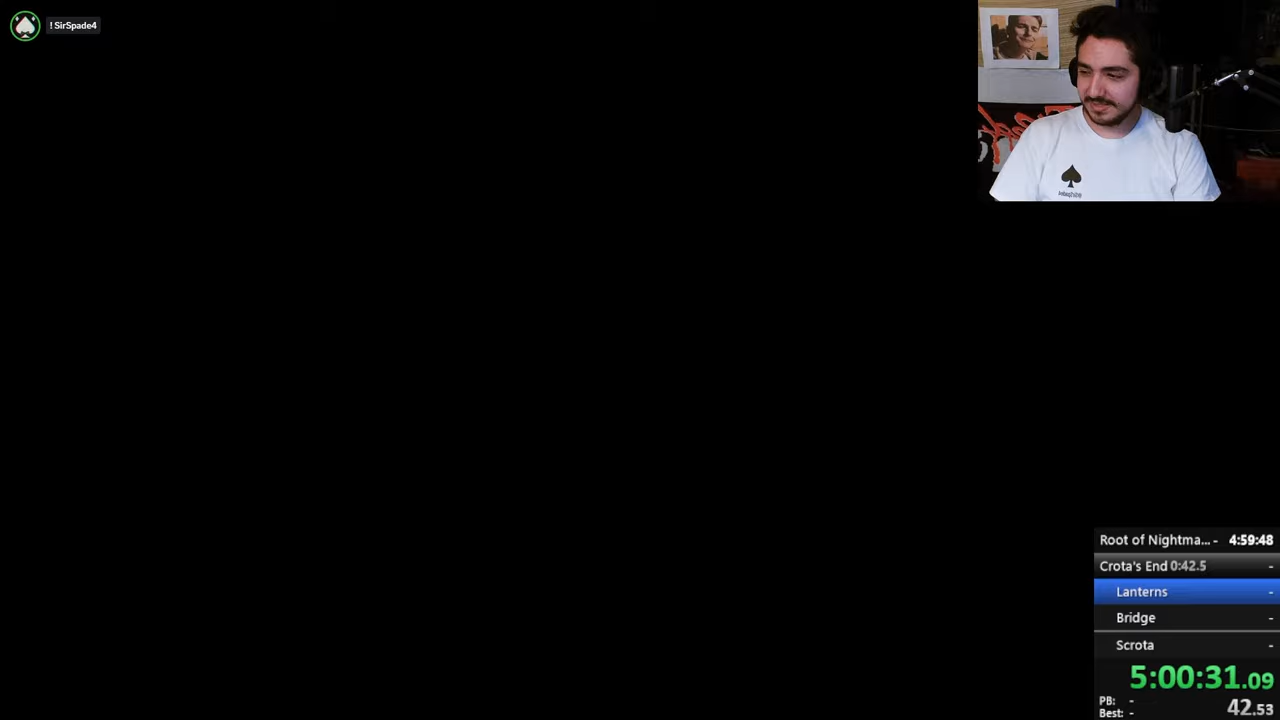 ! SirSpade4
Root of Nightma... - 4:59:48
Crota's End 0:42.5 -
Lanterns -
Bridge -
Scrota -
5:00:31.09
PB: -
Best: - 42.53